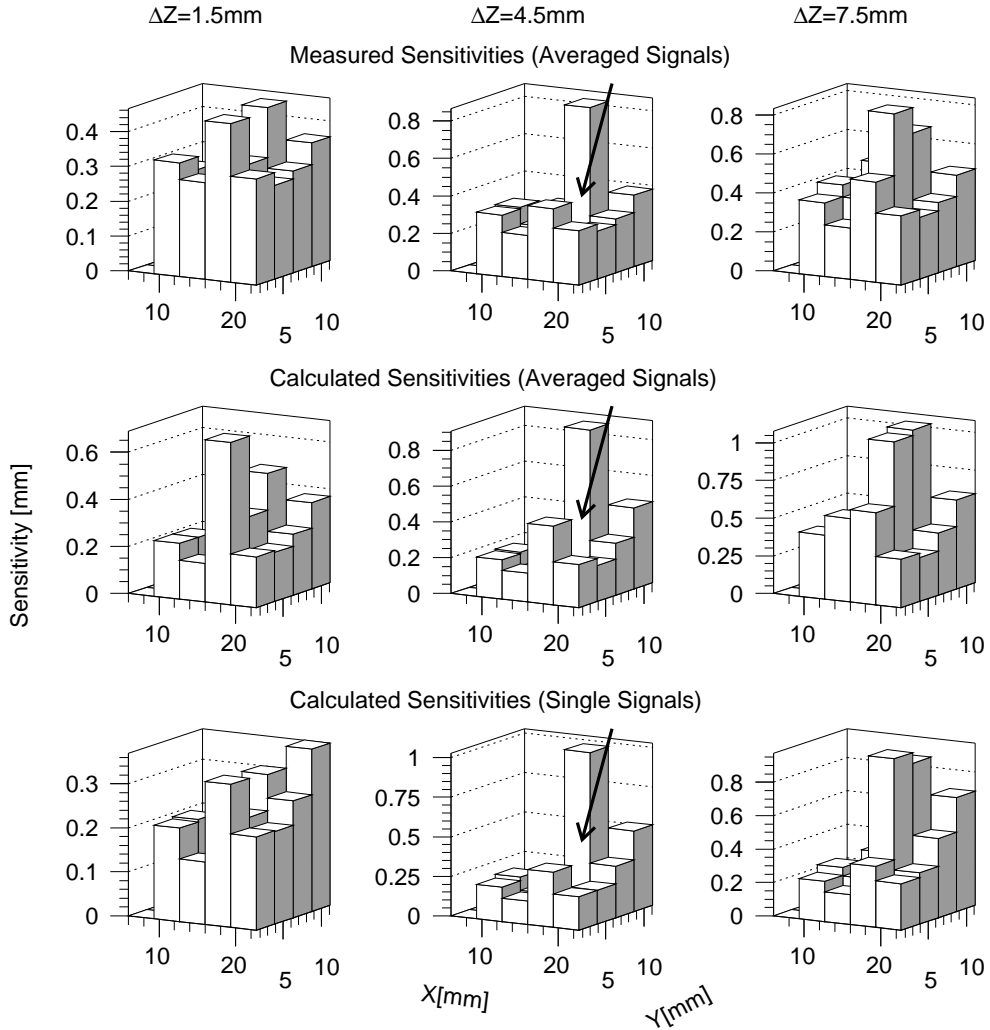 ΔZ=1.5mm ΔZ=4.5mm ΔZ=7.5mm
Measured Sensitivities (Averaged Signals)
0.4 0.3 0.2 0.1 0 10 20 5 10
0.8 0.6 0.4 0.2 0 10 20 5 10
0.8 0.6 0.4 0.2 0 10 20 5 10
Calculated Sensitivities (Averaged Signals)
Sensitivity [mm]
0.6 0.4 0.2 0 10 20 5 10
0.8 0.6 0.4 0.2 0 10 20 5 10
1 0.75 0.5 0.25 0 10 20 5 10
Calculated Sensitivities (Single Signals)
0.3 0.2 0.1 0 10 20 5 10
1 0.75 0.5 0.25 0 10 20 5 10
0.8 0.6 0.4 0.2 0 10 20 5 10
X[mm]
Y[mm]